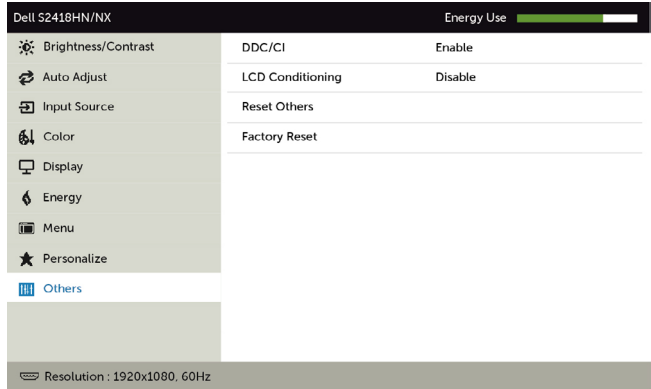 Dell S2418HN/NX
Energy Use
Brightness/Contrast
DDC/CI Enable
Auto Adjust
LCD Conditioning Disable
Input Source
Reset Others
Color
Factory Reset
Display
Energy
Menu
Personalize
Others
Resolution : 1920x1080, 60Hz